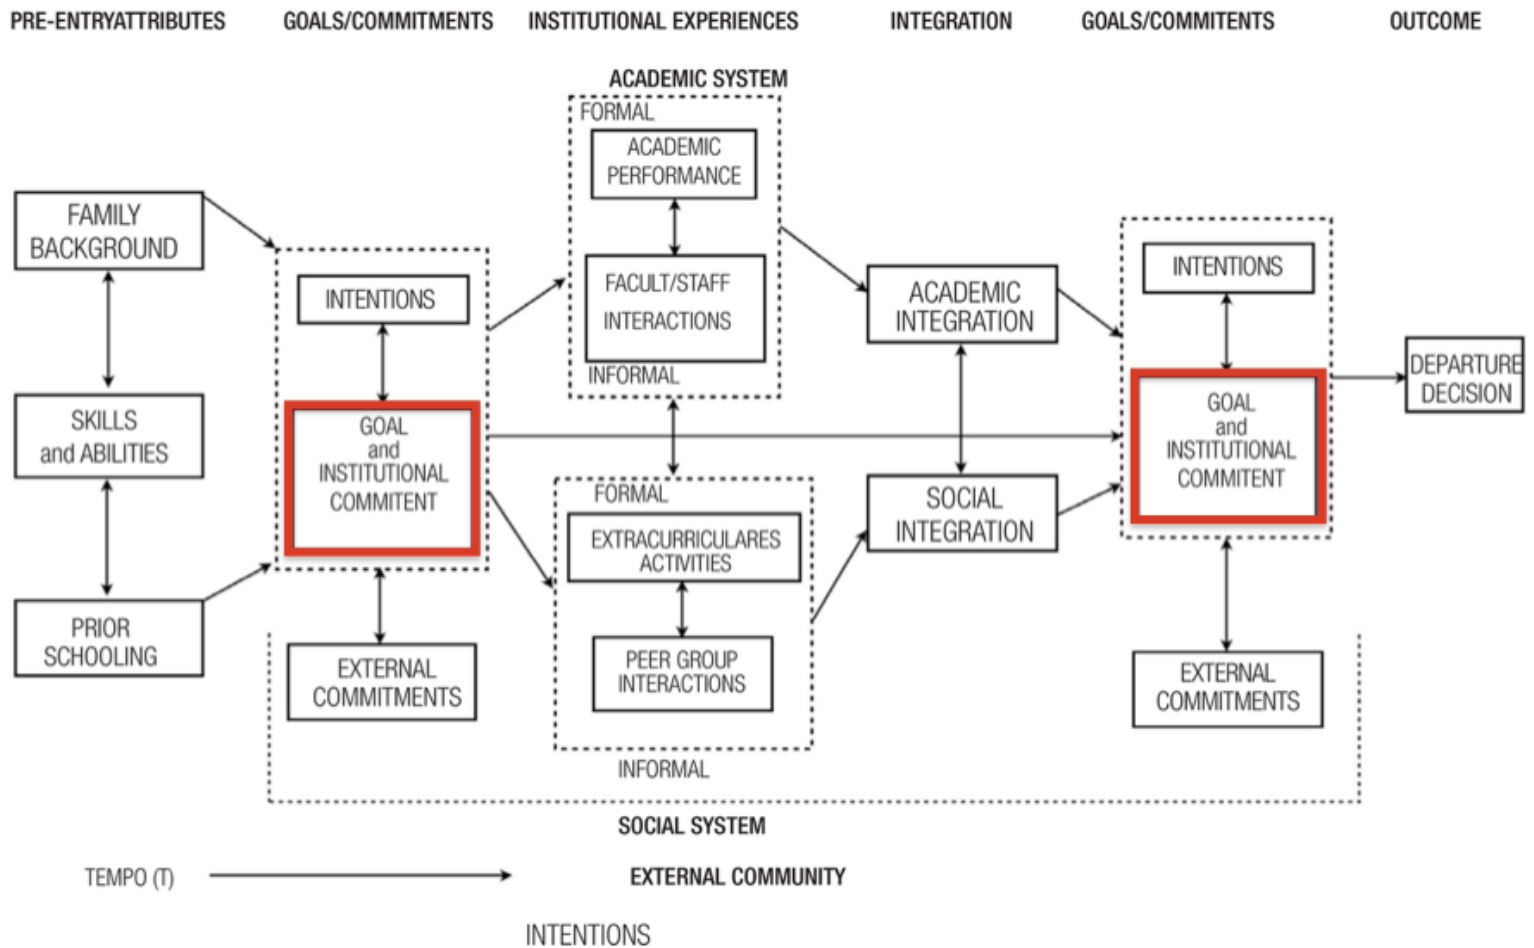 PRE-ENTRYATTRIBUTES
GOALS/COMMITMENTS
INSTITUTIONAL EXPERIENCES
INTEGRATION
GOALS/COMMITENTS
OUTCOME
FAMILY
BACKGROUND
SKILLS
and ABILITIES
PRIOR
SCHOOLING
INTENTIONS
GOAL
and
INSTITUTIONAL
COMMITENT
EXTERNAL
COMMITMENTS
ACADEMIC SYSTEM
FORMAL
ACADEMIC
PERFORMANCE
FACULT/STAFF
INTERACTIONS
INFORMAL
FORMAL
EXTRACURRICULARES
ACTIVITIES
PEER GROUP
INTERACTIONS
INFORMAL
SOCIAL SYSTEM
ACADEMIC
INTEGRATION
SOCIAL
INTEGRATION
INTENTIONS
GOAL
and
INSTITUTIONAL
COMMITENT
EXTERNAL
COMMITMENTS
DEPARTURE
DECISION
TEMPO (T)
EXTERNAL COMMUNITY
INTENTIONS